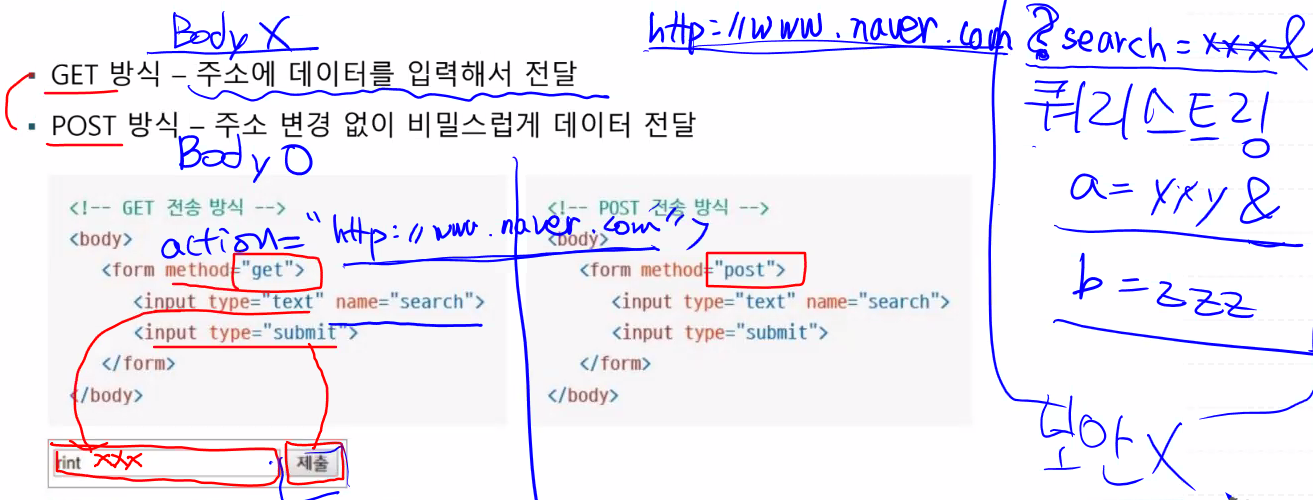 Body X
http://www.naver.com ? search = xxx &
쿼리스트링
a = xxy &
b = zzz
보안 X
▪ GET 방식 – 주소에 데이터를 입력해서 전달
▪ POST 방식 – 주소 변경 없이 비밀스럽게 데이터 전달
Body O
<!-- GET 전송 방식 -->
<body>
action= "http://www.naver.com">
<form method="get">
<input type="text" name="search">
<input type="submit">
</form>
</body>
<!-- POST 전송 방식 -->
<body>
<form method="post">
<input type="text" name="search">
<input type="submit">
</form>
</body>
rint xxx
제출